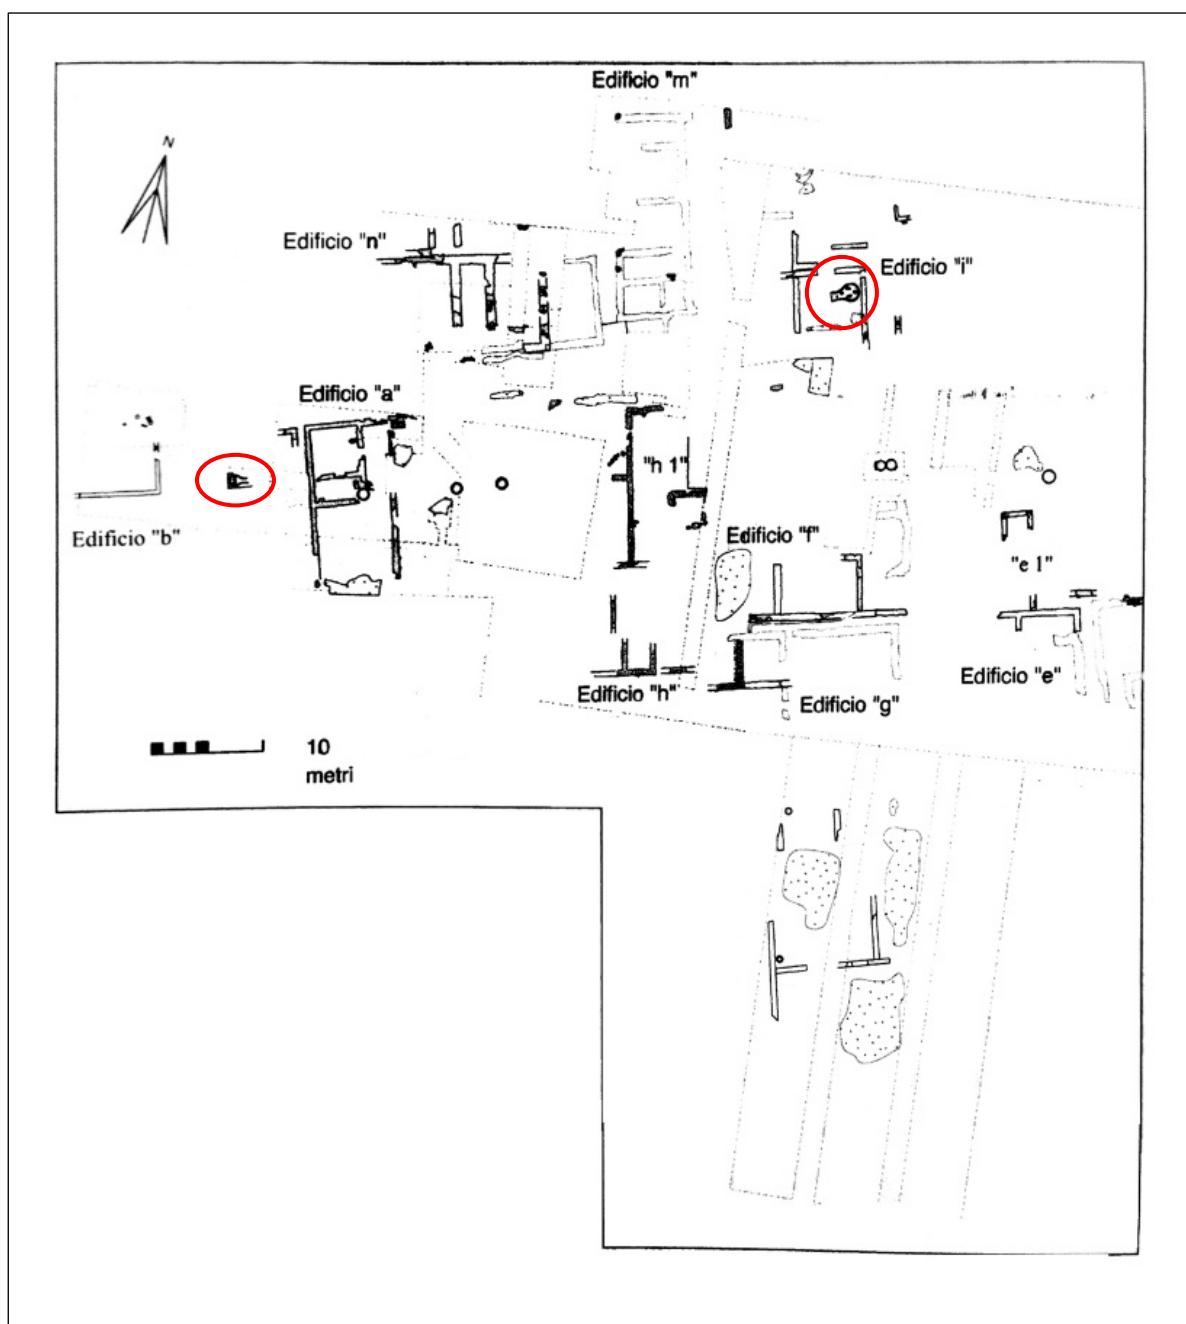 Edificio "m"
N
Edificio "n"
Edificio "i"
Edificio "a"
"h 1"
Edificio "b"
Edificio "f"
"e 1"
Edificio "h"
Edificio "g"
Edificio "e"
10
metri